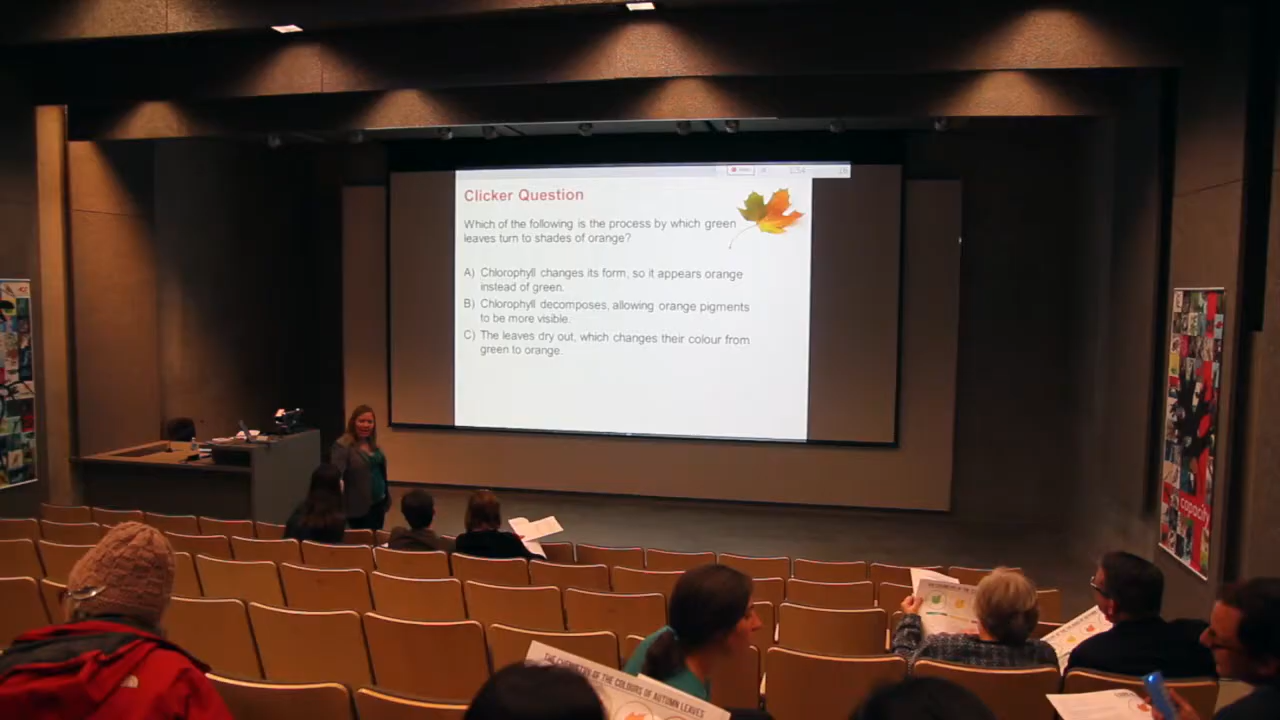 Clicker Question
Which of the following is the process by which green
leaves turn to shades of orange?
A) Chlorophyll changes its form, so it appears orange
instead of green.
B) Chlorophyll decomposes, allowing orange pigments
to be more visible.
C) The leaves dry out, which changes their colour from
green to orange.
capacity
THE CHEMISTRY OF THE COLOURS OF AUTUMN LEAVES